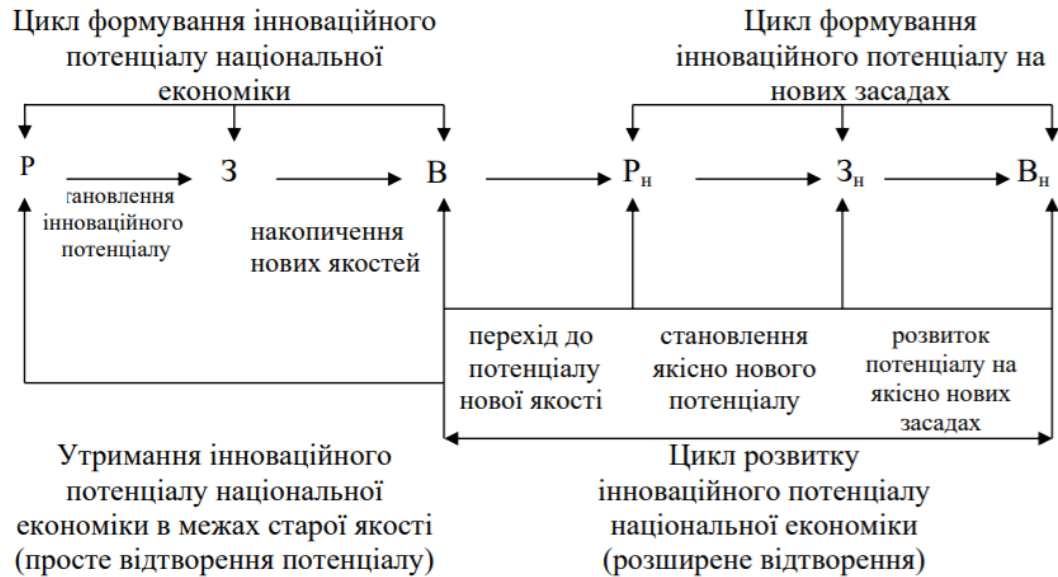 Цикл формування інноваційного
потенціалу національної
економіки
Цикл формування
інноваційного потенціалу на
нових засадах
Р
З
В
Рн
Зн
Вн
тановлення
інноваційного
потенціалу
накопичення
нових якостей
перехід до
потенціалу
нової якості
становлення
якісно нового
потенціалу
розвиток
потенціалу на
якісно нових
засадах
Утримання інноваційного
потенціалу національної
економіки в межах старої якості
(просте відтворення потенціалу)
Цикл розвитку
інноваційного потенціалу
національної економіки
(розширене відтворення)